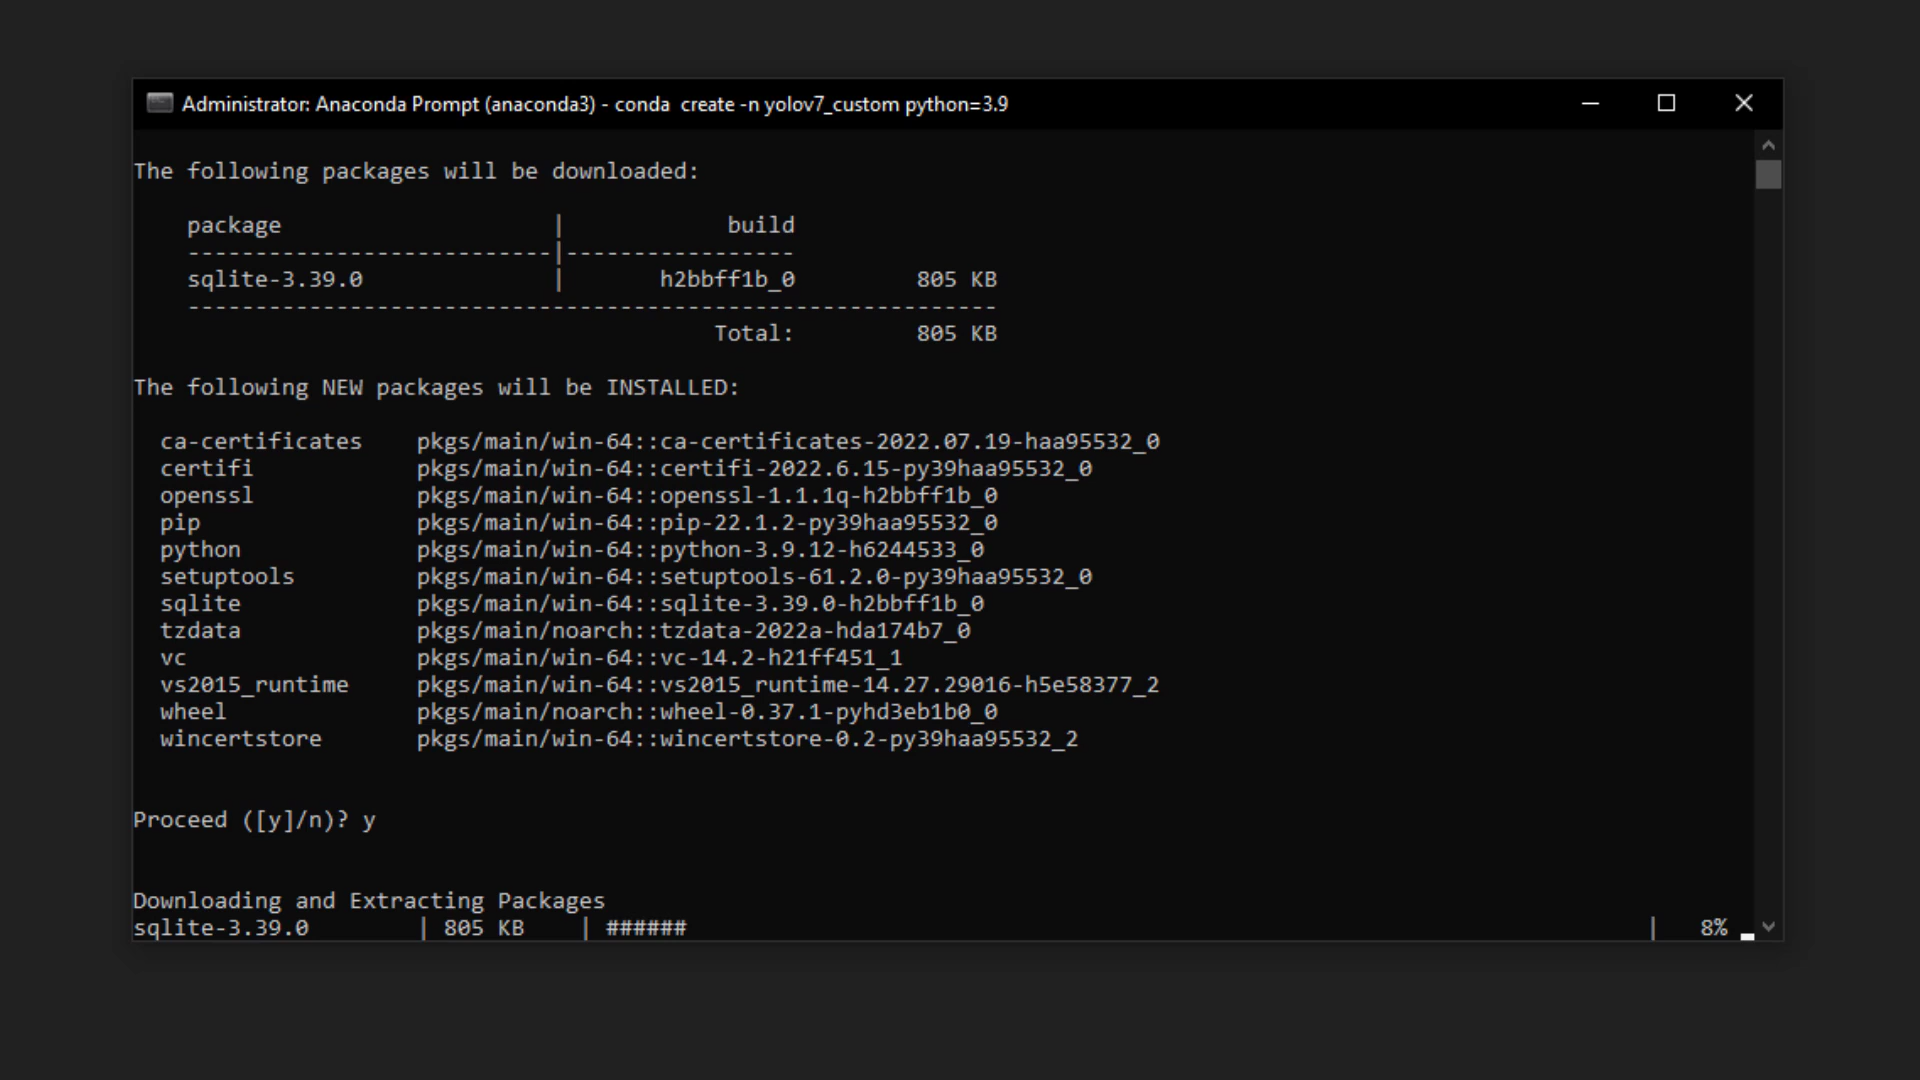 Administrator: Anaconda Prompt (anaconda3) - conda  create -n yolov7_custom python=3.9
The following packages will be downloaded:
    package                    |            build
    ---------------------------|-----------------
    sqlite-3.39.0              |       h2bbff1b_0         805 KB
    ------------------------------------------------------------
                                           Total:         805 KB
The following NEW packages will be INSTALLED:
  ca-certificates    pkgs/main/win-64::ca-certificates-2022.07.19-haa95532_0
  certifi            pkgs/main/win-64::certifi-2022.6.15-py39haa95532_0
  openssl            pkgs/main/win-64::openssl-1.1.1q-h2bbff1b_0
  pip                pkgs/main/win-64::pip-22.1.2-py39haa95532_0
  python             pkgs/main/win-64::python-3.9.12-h6244533_0
  setuptools         pkgs/main/win-64::setuptools-61.2.0-py39haa95532_0
  sqlite             pkgs/main/win-64::sqlite-3.39.0-h2bbff1b_0
  tzdata             pkgs/main/noarch::tzdata-2022a-hda174b7_0
  vc                 pkgs/main/win-64::vc-14.2-h21ff451_1
  vs2015_runtime     pkgs/main/win-64::vs2015_runtime-14.27.29016-h5e58377_2
  wheel              pkgs/main/noarch::wheel-0.37.1-pyhd3eb1b0_0
  wincertstore       pkgs/main/win-64::wincertstore-0.2-py39haa95532_2
Proceed ([y]/n)? y
Downloading and Extracting Packages
sqlite-3.39.0        | 805 KB    | ######                                                                       |   8%